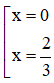 x = 0
x = 2/3